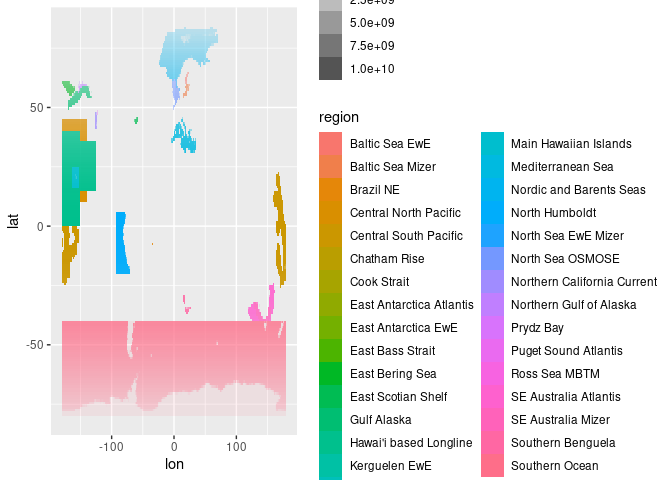 2.5e+09
5.0e+09
7.5e+09
1.0e+10
region
Baltic Sea EwE
Baltic Sea Mizer
Brazil NE
Central North Pacific
Central South Pacific
Chatham Rise
Cook Strait
East Antarctica Atlantis
East Antarctica EwE
East Bass Strait
East Bering Sea
East Scotian Shelf
Gulf Alaska
Hawai'i based Longline
Kerguelen EwE
Main Hawaiian Islands
Mediterranean Sea
Nordic and Barents Seas
North Humboldt
North Sea EwE Mizer
North Sea OSMOSE
Northern California Current
Northern Gulf of Alaska
Prydz Bay
Puget Sound Atlantis
Ross Sea MBTM
SE Australia Atlantis
SE Australia Mizer
Southern Benguela
Southern Ocean
lat
50
0
-50
-100
0
100
lon